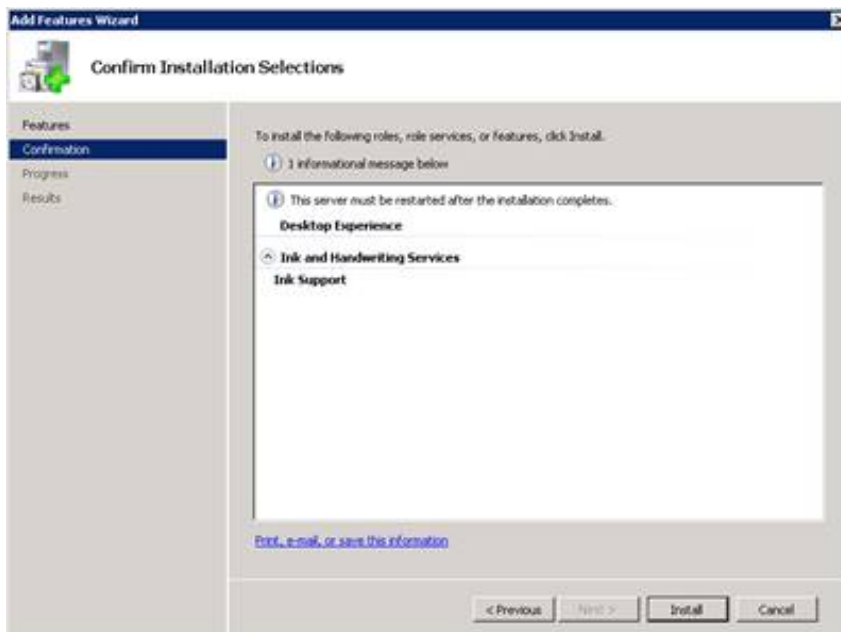 Add Features Wizard
Confirm Installation Selections
Features
Confirmation
Progress
Results
To install the following roles, role services, or features, click Install.
1 informational message below
This server must be restarted after the installation completes.
Desktop Experience
Ink and Handwriting Services
Ink Support
Print, e-mail, or save this information
< Previous Next > Install Cancel